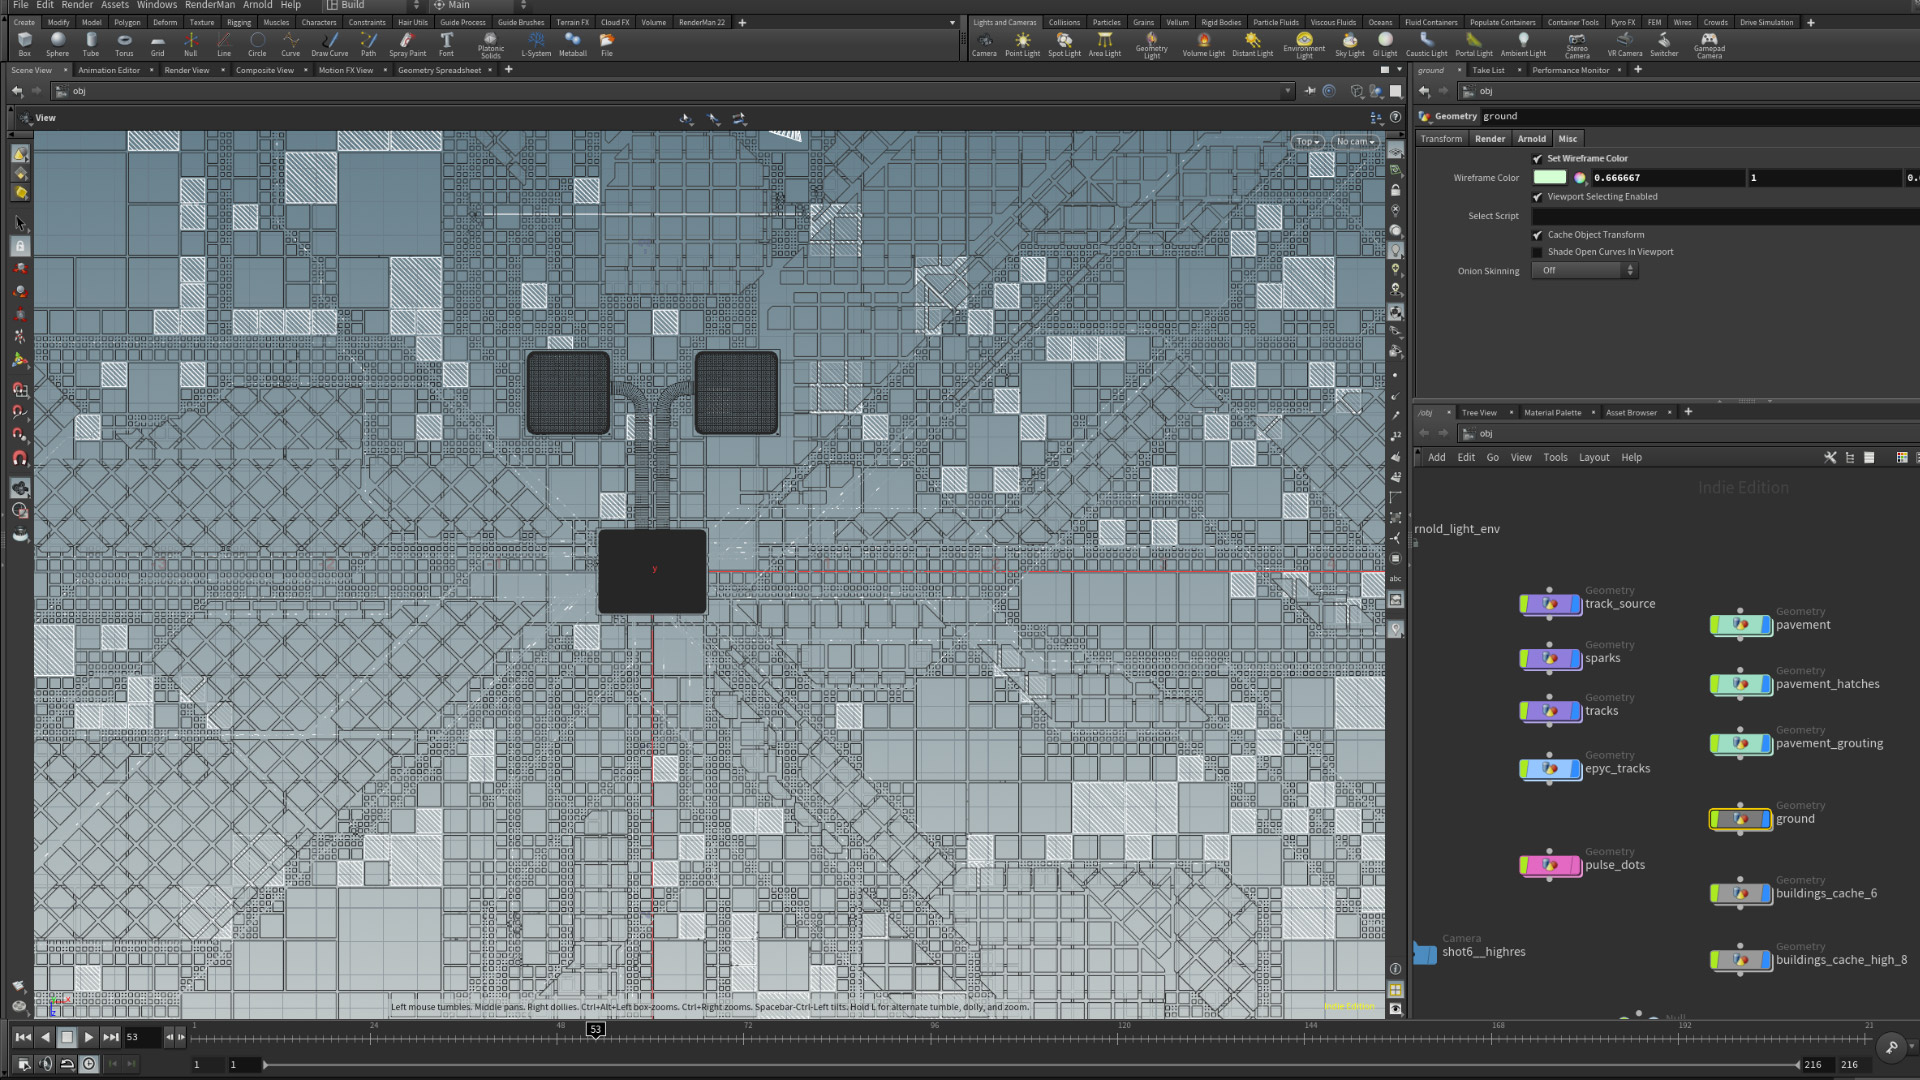 File Edit Render Assets Windows RenderMan Arnold Help Build Main
Create Modify Model Polygon Deform Texture Rigging Muscles Characters Constraints Hair Utils Guide Process Guide Brushes Terrain FX Cloud FX Volume RenderMan 22
Lights and Cameras Collisions Particles Grains Vellum Rigid Bodies Particle Fluids Viscous Fluids Oceans Fluid Containers Populate Containers Container Tools Pyro FX FEM Wires Crowds Drive Simulation
Box Sphere Tube Torus Grid Null Line Circle Curve Draw Curve Path Spray Paint Font Platonic Solids L-System Metaball File
Camera Point Light Spot Light Area Light Geometry Light Volume Light Distant Light Environment Light Sky Light GI Light Caustic Light Portal Light Ambient Light Stereo Camera VR Camera Switcher Gamepad Camera
Scene View Animation Editor Render View Composite View Motion FX View Geometry Spreadsheet
ground Take List Performance Monitor
obj
obj
View
Top No cam
Geometry ground
Transform Render Arnold Misc
Set Wireframe Color
Wireframe Color 0.666667 1 0.
Viewport Selecting Enabled
Select Script
Cache Object Transform
Shade Open Curves In Viewport
Onion Skinning Off
/obj Tree View Material Palette Asset Browser
obj
Add Edit Go View Tools Layout Help
Indie Edition
rnold_light_env
Geometry
track_source
Geometry
pavement
Geometry
sparks
Geometry
pavement_hatches
Geometry
tracks
Geometry
pavement_grouting
Geometry
epyc_tracks
Geometry
ground
Geometry
pulse_dots
Geometry
buildings_cache_6
Camera
shot6__highres
Geometry
buildings_cache_high_8
Null
y
abc
Left mouse tumbles. Middle pans. Right dollies. Ctrl+Alt+Left box-zooms. Ctrl+Right zooms. Spacebar-Ctrl-Left tilts. Hold L for alternate tumble, dolly, and zoom.
Indie Edition
53 1 24 48 53 72 96 120 144 168 192 21
1 1 216 216